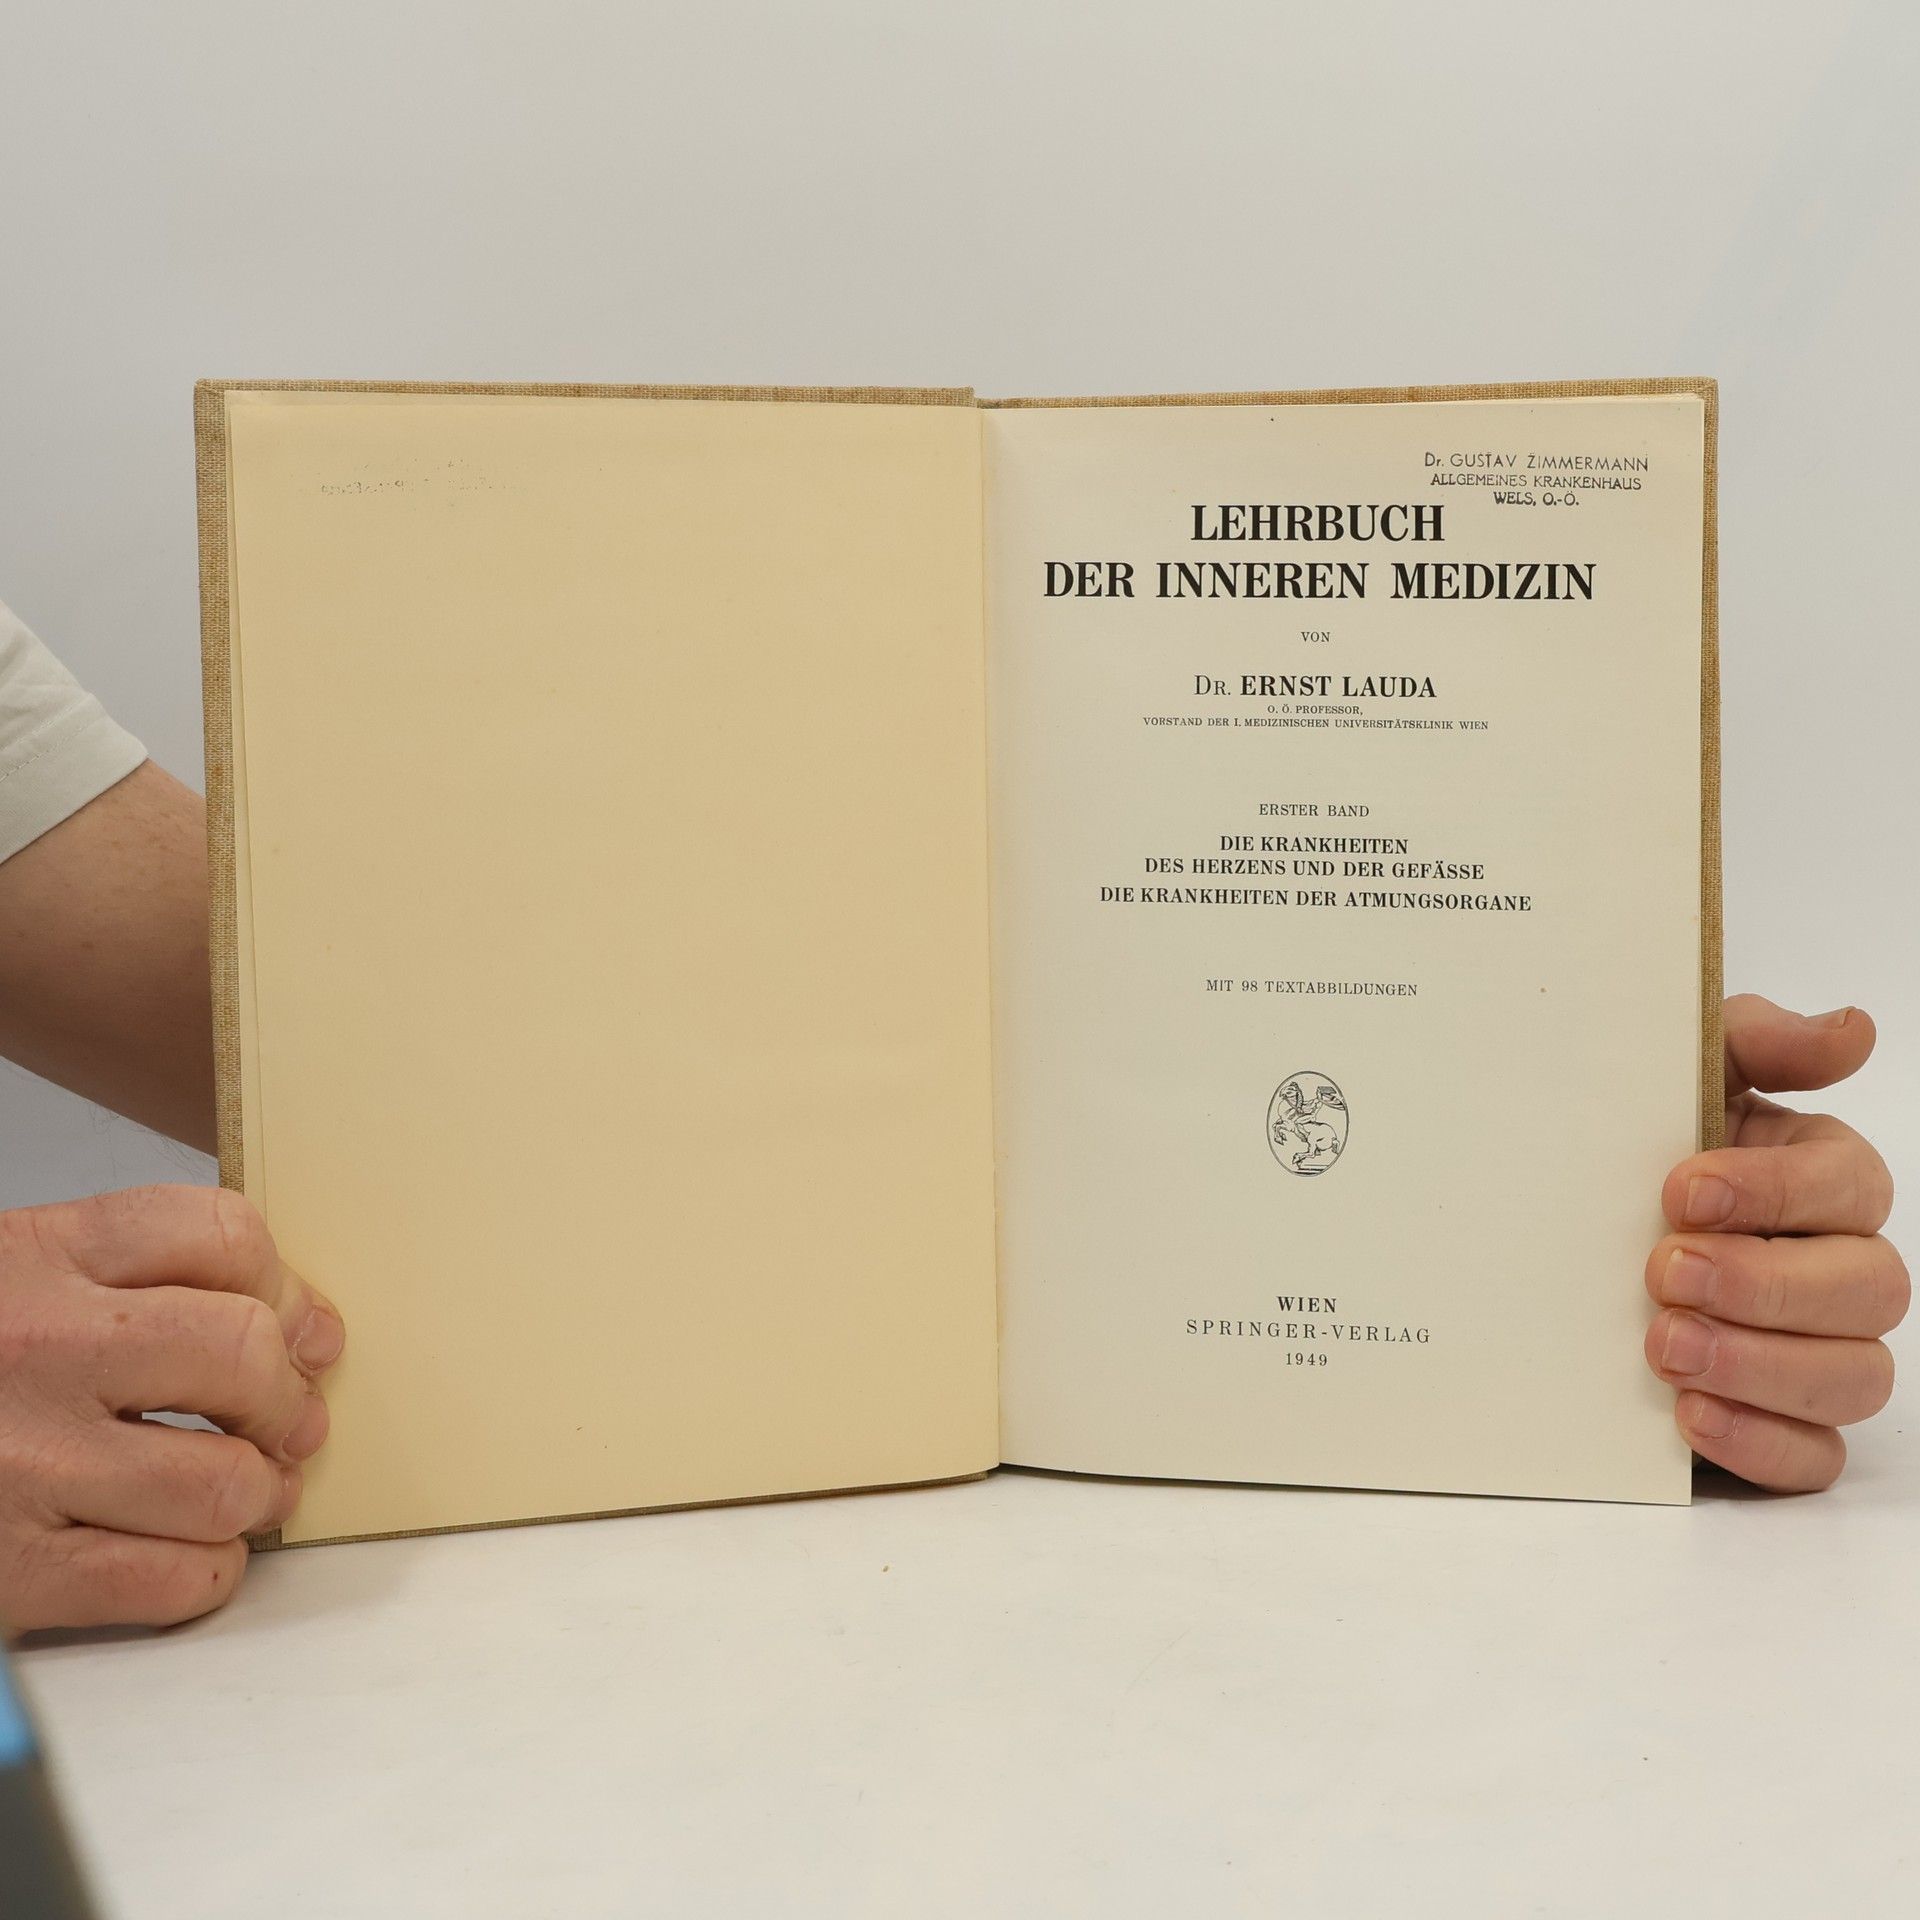 Dr. GUSTAV ZIMMERMANN
ALLGEMEINES KRANKENHAUS
WELS, O.-Ö.
LEHRBUCH
DER INNEREN MEDIZIN
VON
DR. ERNST LAUDA
O. Ö. PROFESSOR,
VORSTAND DER I. MEDIZINISCHEN UNIVERSITÄTSKLINIK WIEN
ERSTER BAND
DIE KRANKHEITEN
DES HERZENS UND DER GEFÄSSE
DIE KRANKHEITEN DER ATMUNGSORGANE
MIT 98 TEXTABBILDUNGEN
WIEN
SPRINGER-VERLAG
1949